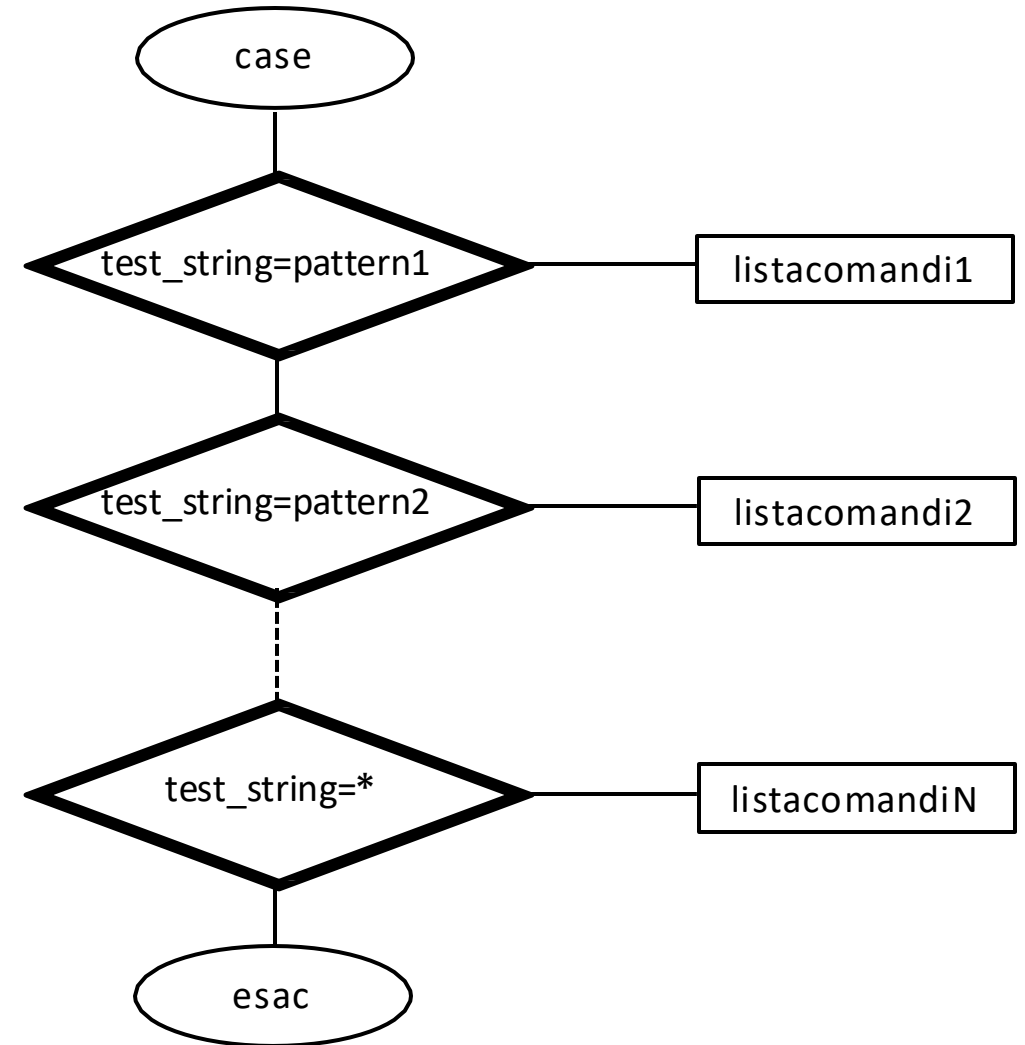 case
test_string=pattern1
listacomandi1
test_string=pattern2
listacomandi2
test_string=*
listacomandiN
esac